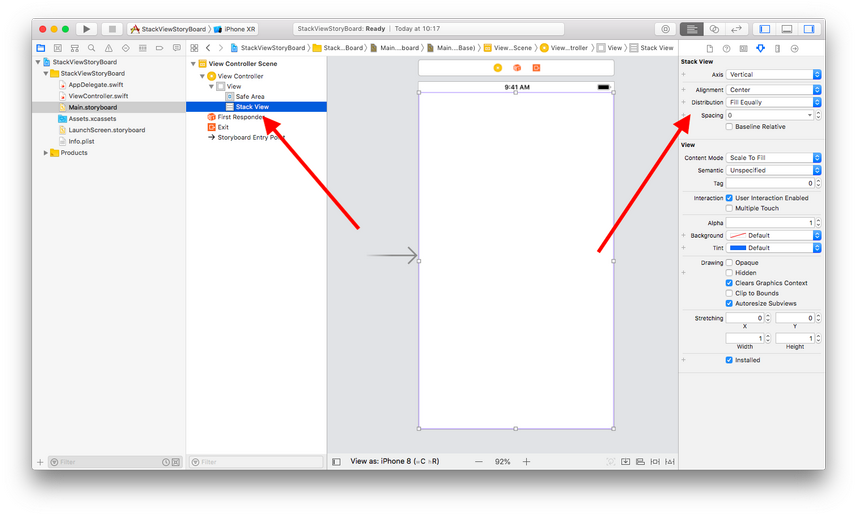 StackViewStoryBoard ⟩ iPhone XR
StackViewStoryBoard: Ready | Today at 10:17
StackViewStoryBoard ⟩ Stack...Board ⟩ Main....board ⟩ Main...Base) ⟩ View...Scene ⟩ View...troller ⟩ View ⟩ Stack View
StackViewStoryBoard
StackViewStoryBoard
AppDelegate.swift
ViewController.swift
Main.storyboard
Assets.xcassets
LaunchScreen.storyboard
Info.plist
Products
View Controller Scene
View Controller
View
Safe Area
Stack View
First Responder
Exit
Storyboard Entry Point
9:41 AM
Stack View
Axis Vertical
Alignment Center
Distribution Fill Equally
Spacing 0
Baseline Relative
View
Content Mode Scale To Fill
Semantic Unspecified
Tag 0
Interaction User Interaction Enabled
Multiple Touch
Alpha 1
Background Default
Tint Default
Drawing Opaque
Hidden
Clears Graphics Context
Clip to Bounds
Autoresize Subviews
Stretching 0 0
X Y
1 1
Width Height
Installed
Filter
Filter
View as: iPhone 8 (wC hR)
92%